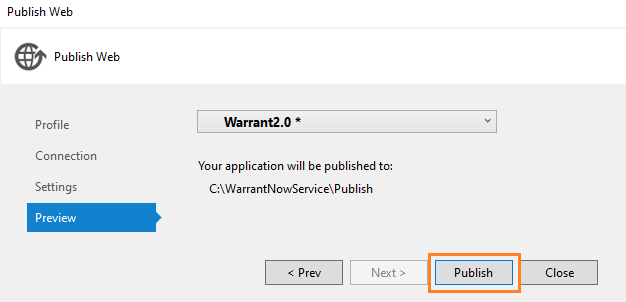 Publish Web
Publish Web
Profile
Connection
Settings
Preview
Warrant2.0 *
Your application will be published to:
C:\WarrantNowService\Publish
< Prev
Next >
Publish
Close